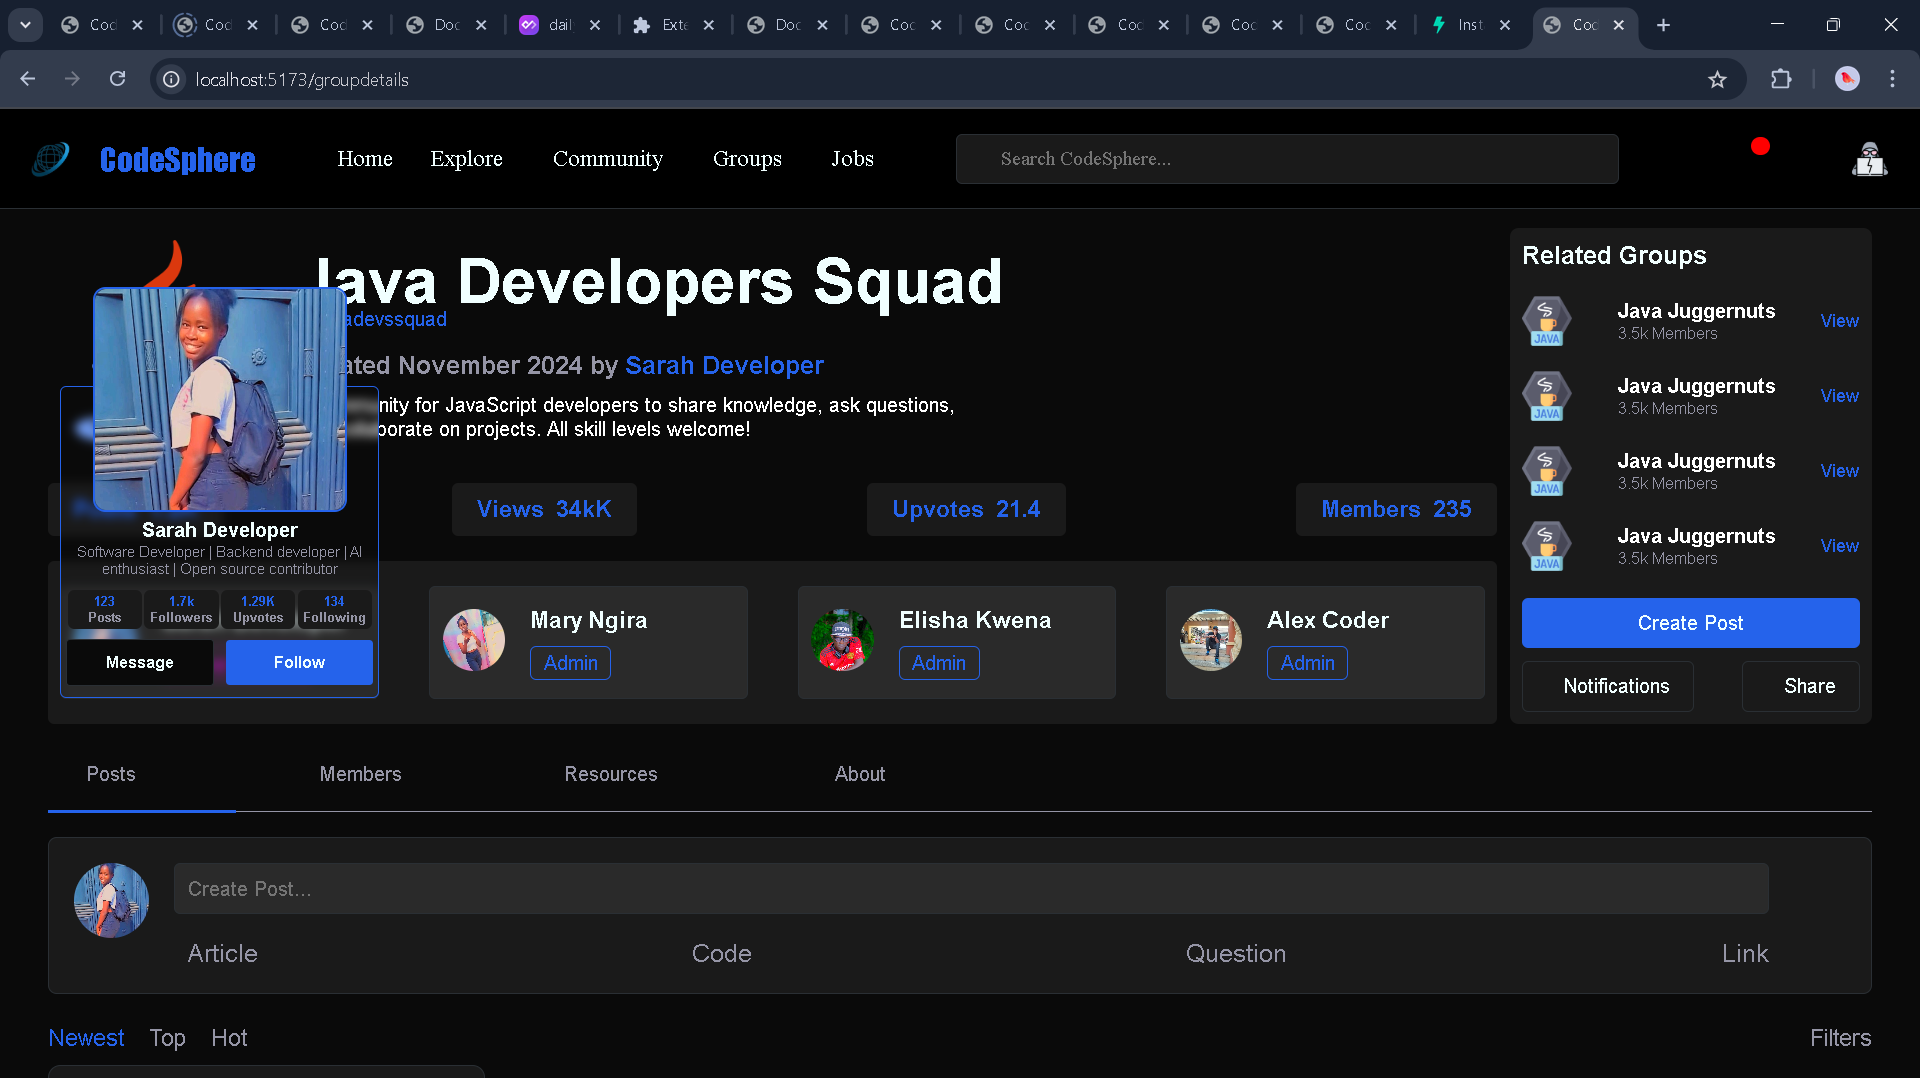 Cod
Cod
Cod
Doc
dail
Exte
Doc
Coc
Coc
Coc
Coc
Coc
Inst
Coc
localhost:5173/groupdetails
CodeSphere
Home
Explore
Community
Groups
Jobs
Search CodeSphere...
Java Developers Squad
adevssquad
ated November 2024 by Sarah Developer
nity for JavaScript developers to share knowledge, ask questions,
borate on projects. All skill levels welcome!
Views 34kK
Upvotes 21.4
Members 235
Sarah Developer
Software Developer | Backend developer | AI
enthusiast | Open source contributor
123
Posts
1.7k
Followers
1.29K
Upvotes
134
Following
Message
Follow
Mary Ngira
Admin
Elisha Kwena
Admin
Alex Coder
Admin
Related Groups
JAVA
Java Juggernuts
3.5k Members
View
JAVA
Java Juggernuts
3.5k Members
View
JAVA
Java Juggernuts
3.5k Members
View
JAVA
Java Juggernuts
3.5k Members
View
Create Post
Notifications
Share
Posts
Members
Resources
About
Create Post...
Article
Code
Question
Link
Newest
Top
Hot
Filters